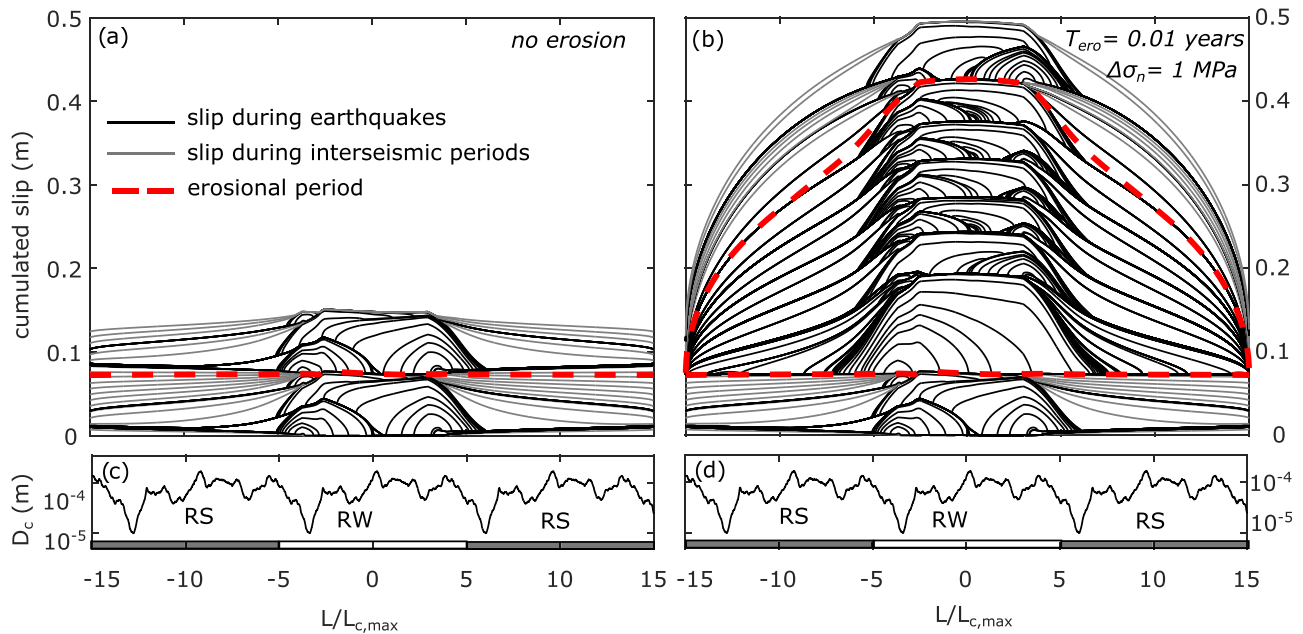 (a)
no erosion
slip during earthquakes
slip during interseismic periods
erosional period
cumulated slip (m)
0.5
0.4
0.3
0.2
0.1
0
(b)
T_ero = 0.01 years
Δσ_n = 1 MPa
0.5
0.4
0.3
0.2
0.1
0
(c)
D_c (m)
10^-4
10^-5
RS
RW
RS
-15
-10
-5
0
5
10
15
L/L_c,max
(d)
RS
RW
RS
10^-4
10^-5
-15
-10
-5
0
5
10
15
L/L_c,max